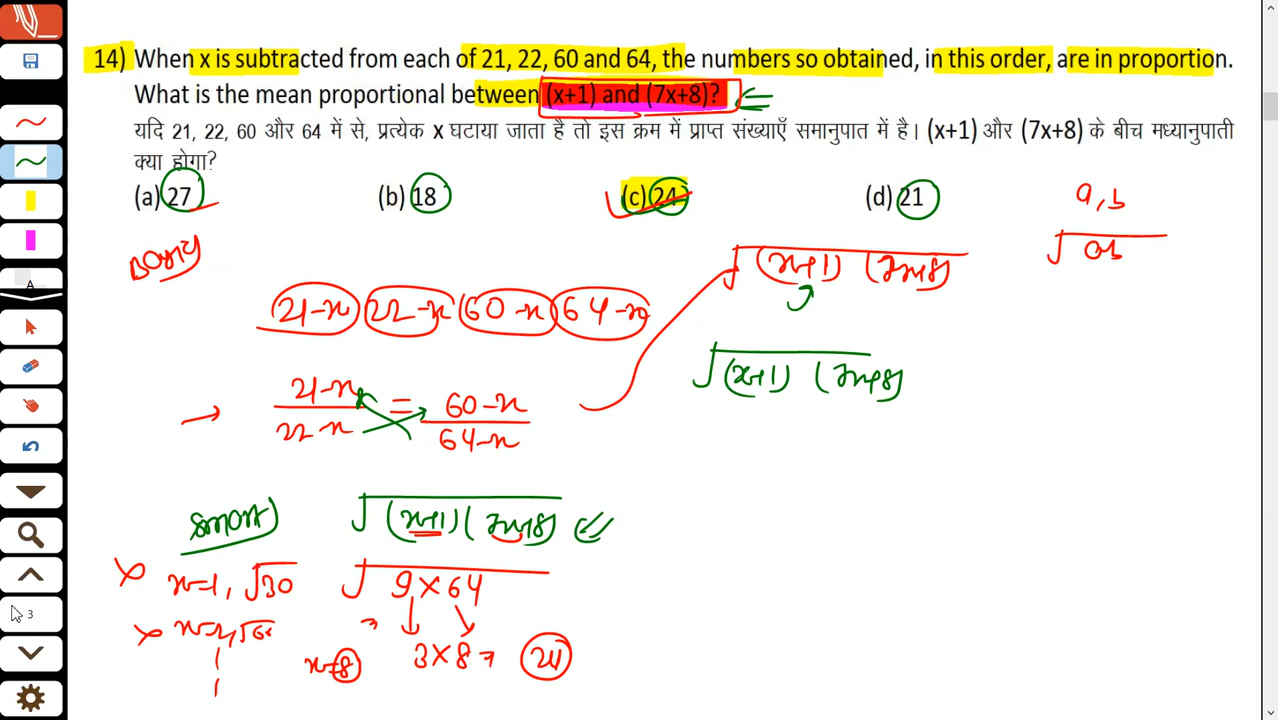 14) When x is subtracted from each of 21, 22, 60 and 64, the numbers so obtained, in this order, are in proportion.
What is the mean proportional between (x+1) and (7x+8)?
यदि 21, 22, 60 और 64 में से, प्रत्येक x घटाया जाता है तो इस क्रम में प्राप्त संख्याएँ समानुपात में है। (x+1) और (7x+8) के बीच मध्यानुपाती
क्या होगा?
(a) 27 (b) 18 (c) 24 (d) 21
a, b
√ab
√(x+1) (7x+8)
21-x 22-x 60-x 64-x
√(x+1) (7x+8)
21-x = 60-x
22-x 64-x
Smart √(x+1)(7x+8)
x=1, √30 √9×64
3×8= 24
x=8
A
3